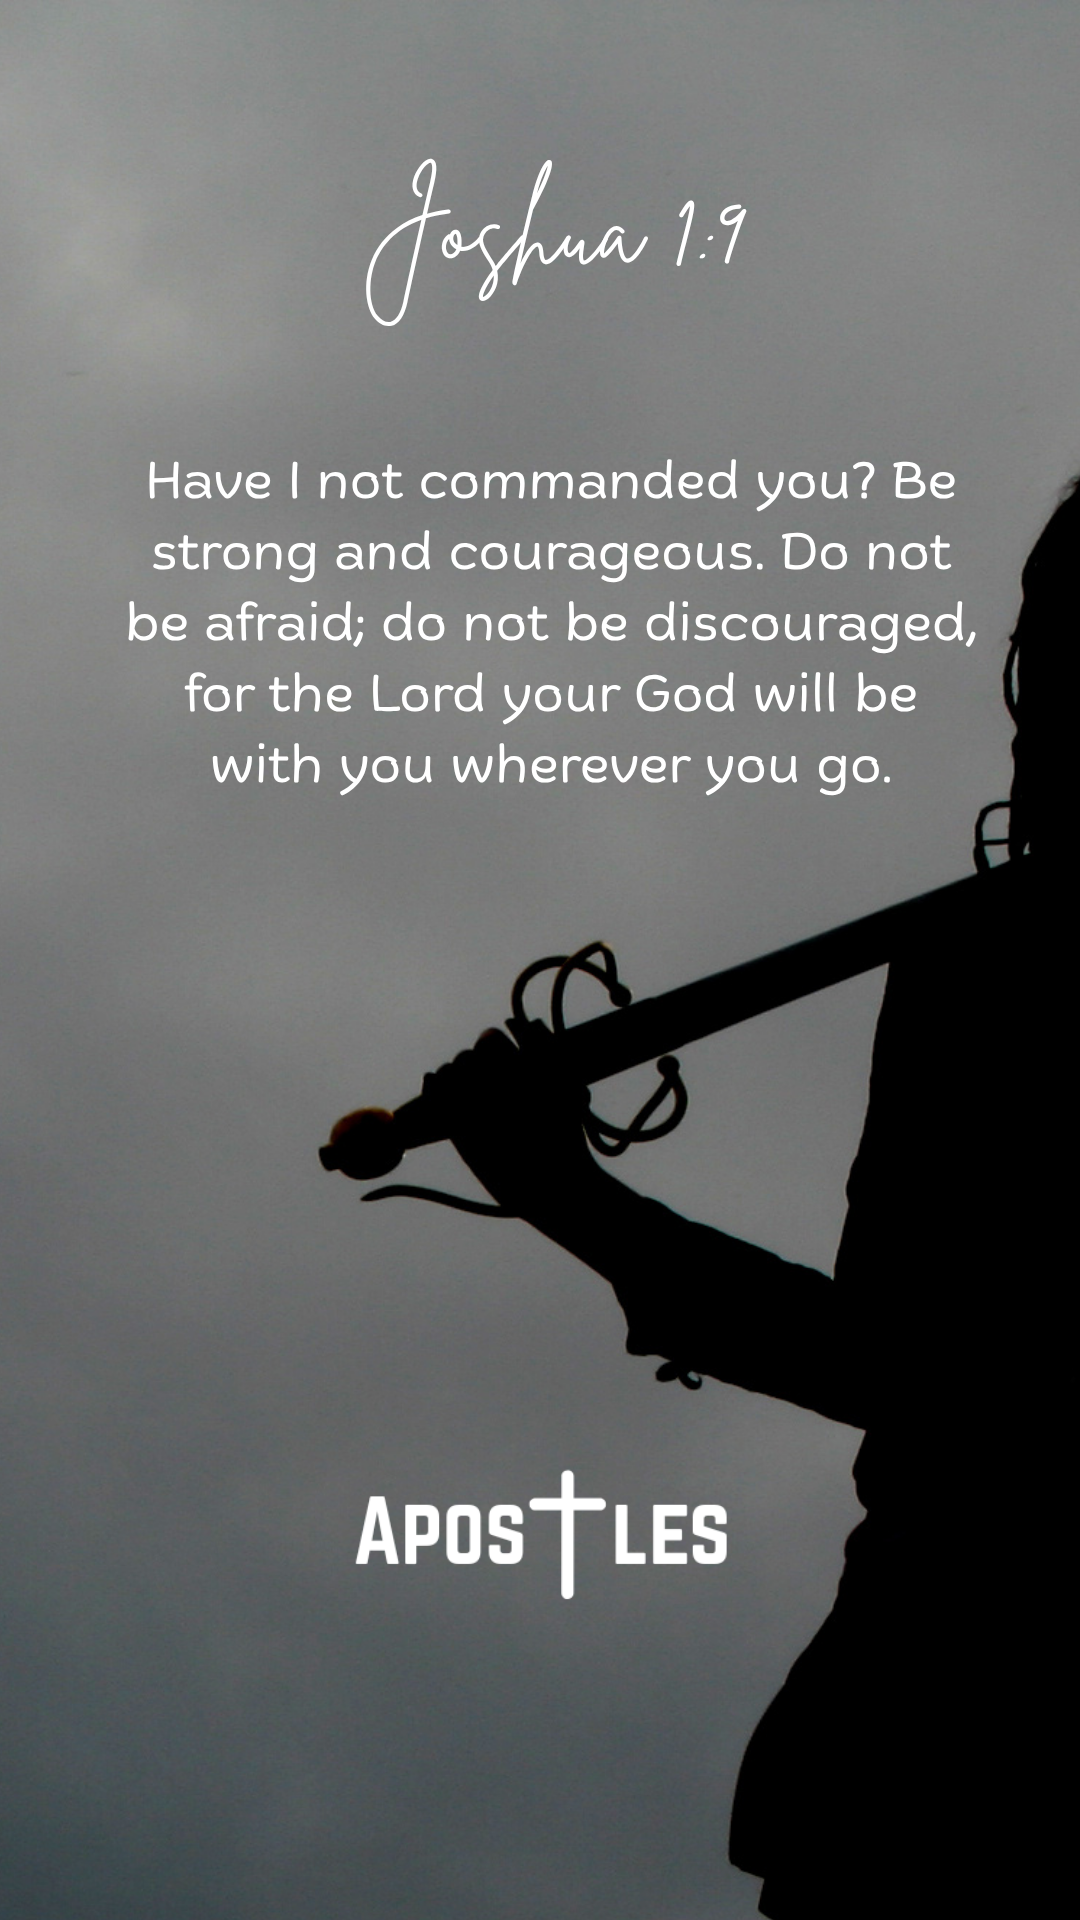 Joshua 1:9
Have I not commanded you? Be
strong and courageous. Do not
be afraid; do not be discouraged,
for the Lord your God will be
with you wherever you go.
APOSTLES